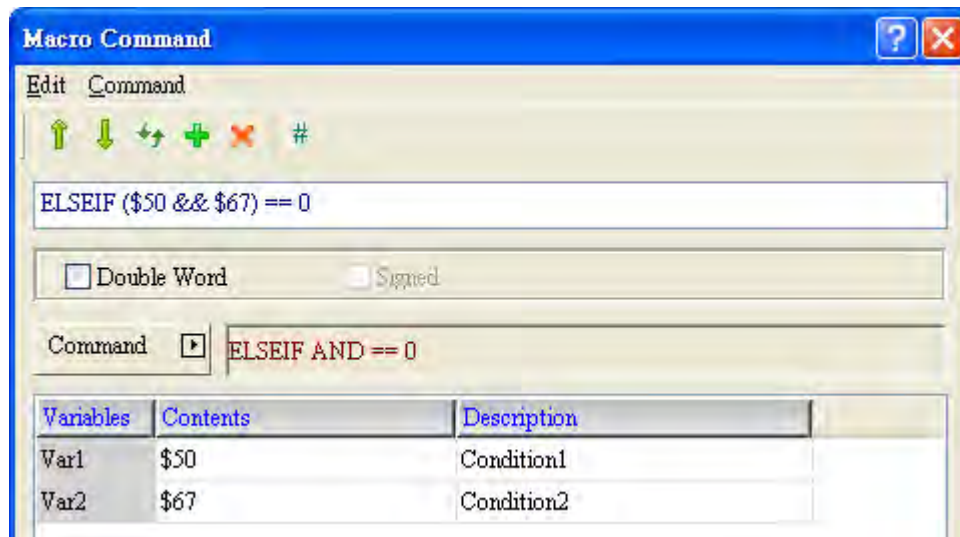 Macro Command
Edit Command
#
ELSEIF ($50 && $67) == 0
Double Word Signed
Command ELSEIF AND == 0
Variables Contents Description
Var1 $50 Condition1
Var2 $67 Condition2